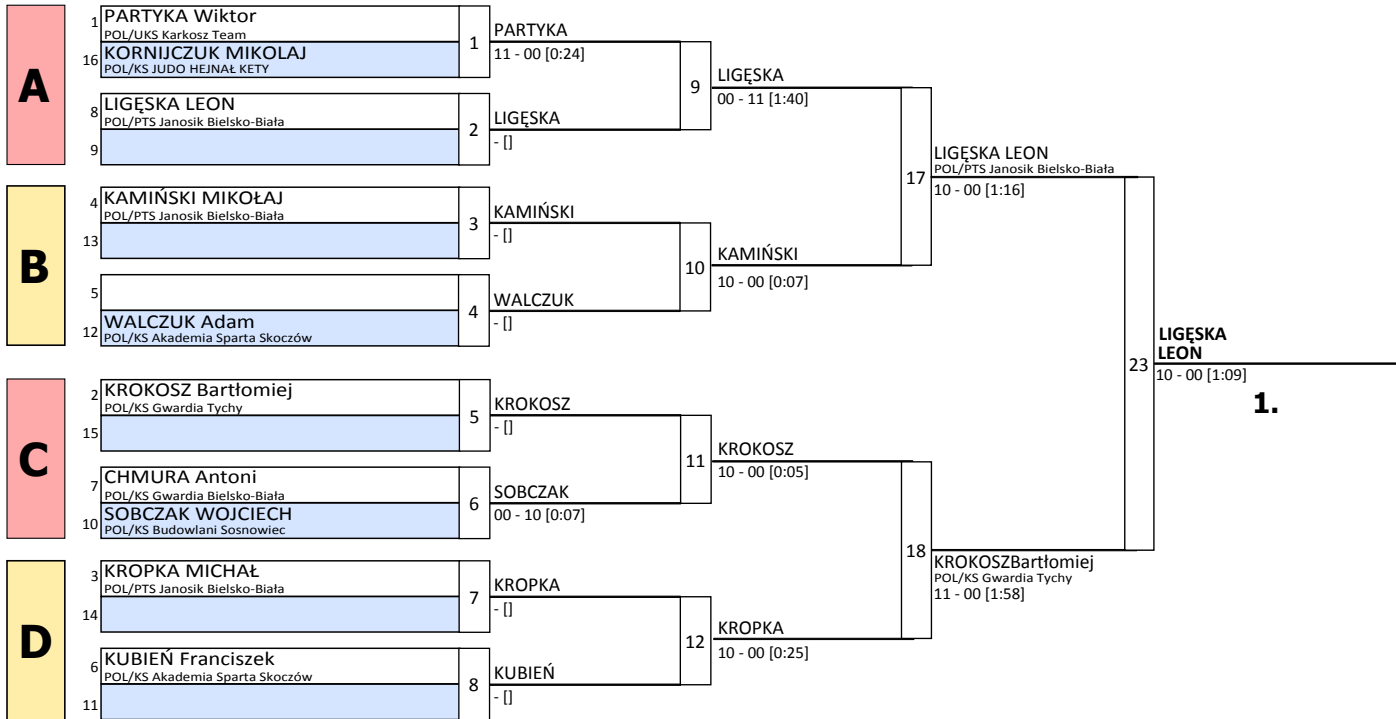 A
1 PARTYKA Wiktor
POL/UKS Karkosz Team
16 KORNIJCZUK MIKOLAJ
POL/KS JUDO HEJNAŁ KETY
1
8 LIGĘSKA LEON
POL/PTS Janosik Bielsko-Biała
9
2
B
4 KAMIŃSKI MIKOŁAJ
POL/PTS Janosik Bielsko-Biała
13
3
5
12 WALCZUK Adam
POL/KS Akademia Sparta Skoczów
4
C
2 KROKOSZ Bartłomiej
POL/KS Gwardia Tychy
15
5
7 CHMURA Antoni
POL/KS Gwardia Bielsko-Biała
10 SOBCZAK WOJCIECH
POL/KS Budowlani Sosnowiec
6
D
3 KROPKA MICHAŁ
POL/PTS Janosik Bielsko-Biała
14
7
6 KUBIEŃ Franciszek
POL/KS Akademia Sparta Skoczów
11
8
PARTYKA
11 - 00 [0:24]
LIGĘSKA
- []
9
KAMIŃSKI
- []
WALCZUK
- []
10
KROKOSZ
- []
SOBCZAK
00 - 10 [0:07]
11
KROPKA
- []
KUBIEŃ
- []
12
LIGĘSKA
00 - 11 [1:40]
KAMIŃSKI
10 - 00 [0:07]
17
KROKOSZ
10 - 00 [0:05]
KROPKA
10 - 00 [0:25]
18
LIGĘSKA LEON
POL/PTS Janosik Bielsko-Biała
10 - 00 [1:16]
KROKOSZBartłomiej
POL/KS Gwardia Tychy
11 - 00 [1:58]
23
LIGĘSKA
LEON
10 - 00 [1:09]
1.